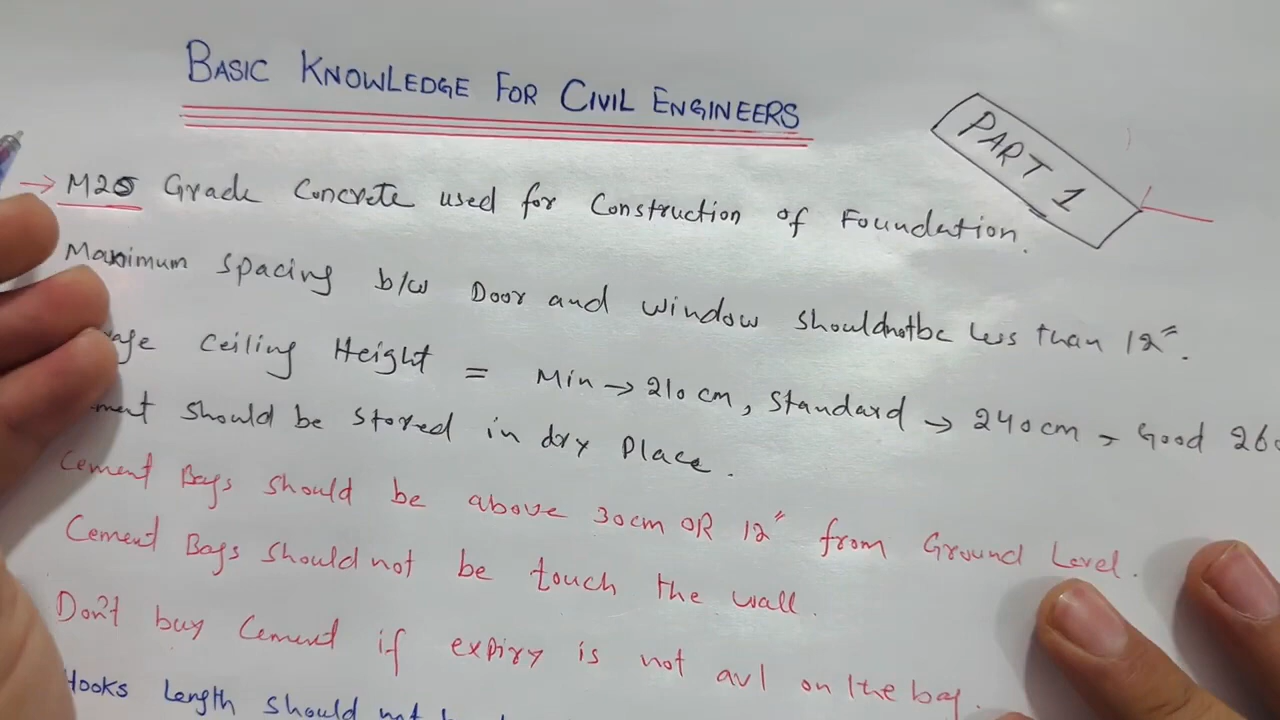 BASIC KNOWLEDGE FOR CIVIL ENGINEERS
PART 1
→ M25 Grade Concrete used for Construction of Foundation.
Maximum spacing b/w Door and window shouldnotbe less than 12".
Ceiling Height = Min → 210 cm, Standard → 240cm, Good
should be stored in dry Place.
Cement Bags should be above 30cm OR 12" from Ground Level.
Cement Bags should not be touch the wall.
Don't buy Cement if expiry is not avl on the bag.
Hooks Length should not